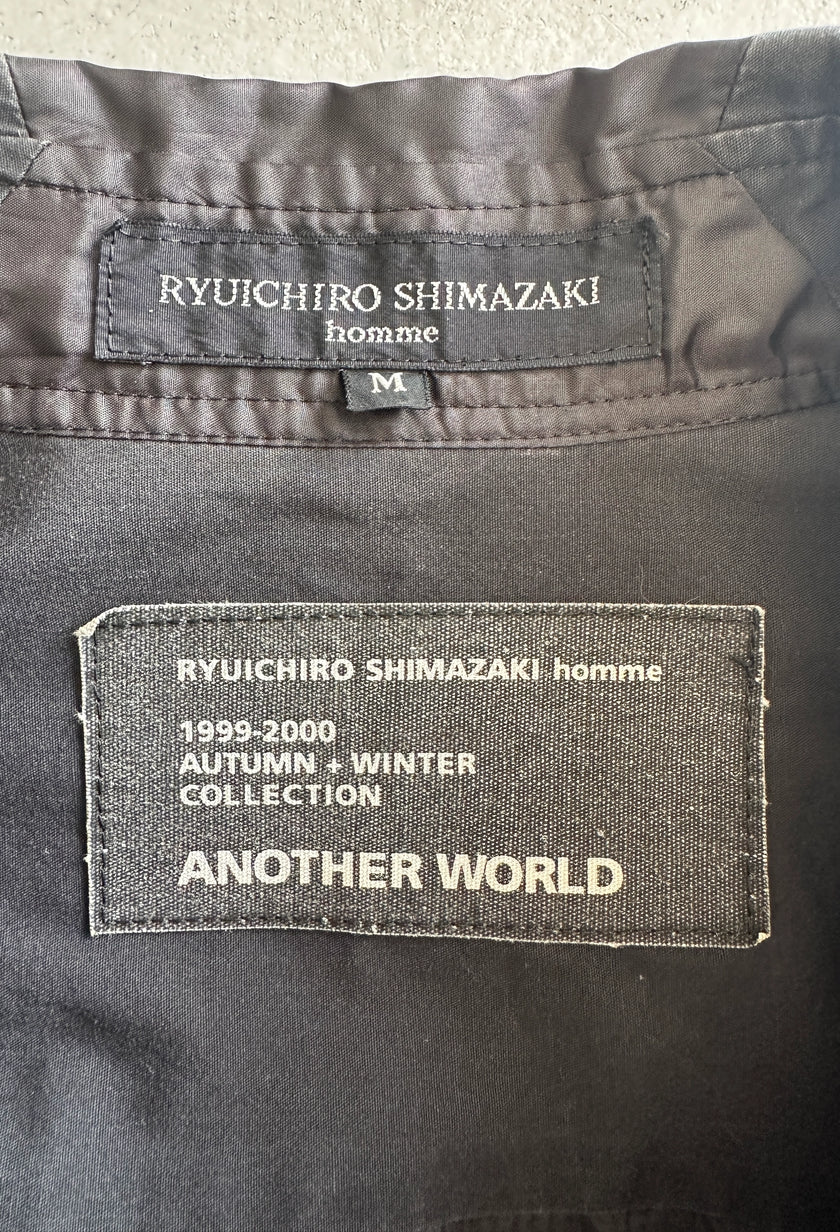 RYUICHIRO SHIMAZAKI
homme
M
RYUICHIRO SHIMAZAKI homme
1999-2000
AUTUMN + WINTER
COLLECTION
ANOTHER WORLD